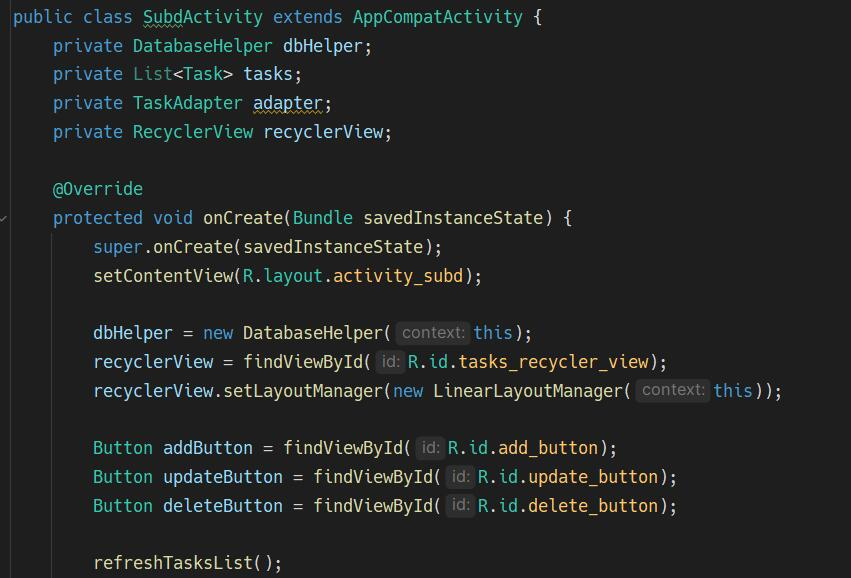 public class SubdActivity extends AppCompatActivity {
private DatabaseHelper dbHelper;
private List<Task> tasks;
private TaskAdapter adapter;
private RecyclerView recyclerView;
@Override
protected void onCreate(Bundle savedInstanceState) {
super.onCreate(savedInstanceState);
setContentView(R.layout.activity_subd);
dbHelper = new DatabaseHelper( context: this);
recyclerView = findViewById( id: R.id.tasks_recycler_view);
recyclerView.setLayoutManager(new LinearLayoutManager( context: this));
Button addButton = findViewById( id: R.id.add_button);
Button updateButton = findViewById( id: R.id.update_button);
Button deleteButton = findViewById( id: R.id.delete_button);
refreshTasksList();